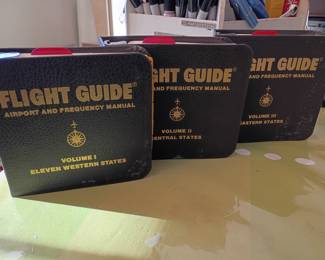 FLIGHT GUIDE®
AIRPORT AND FREQUENCY MANUAL
VOLUME I
ELEVEN WESTERN STATES
GHT GUIDE®
AND FREQUENCY MANUAL
VOLUME II
CENTRAL STATES
GHT GUIDE®
AND FREQUENCY MANUAL
VOLUME III
EASTERN STATES